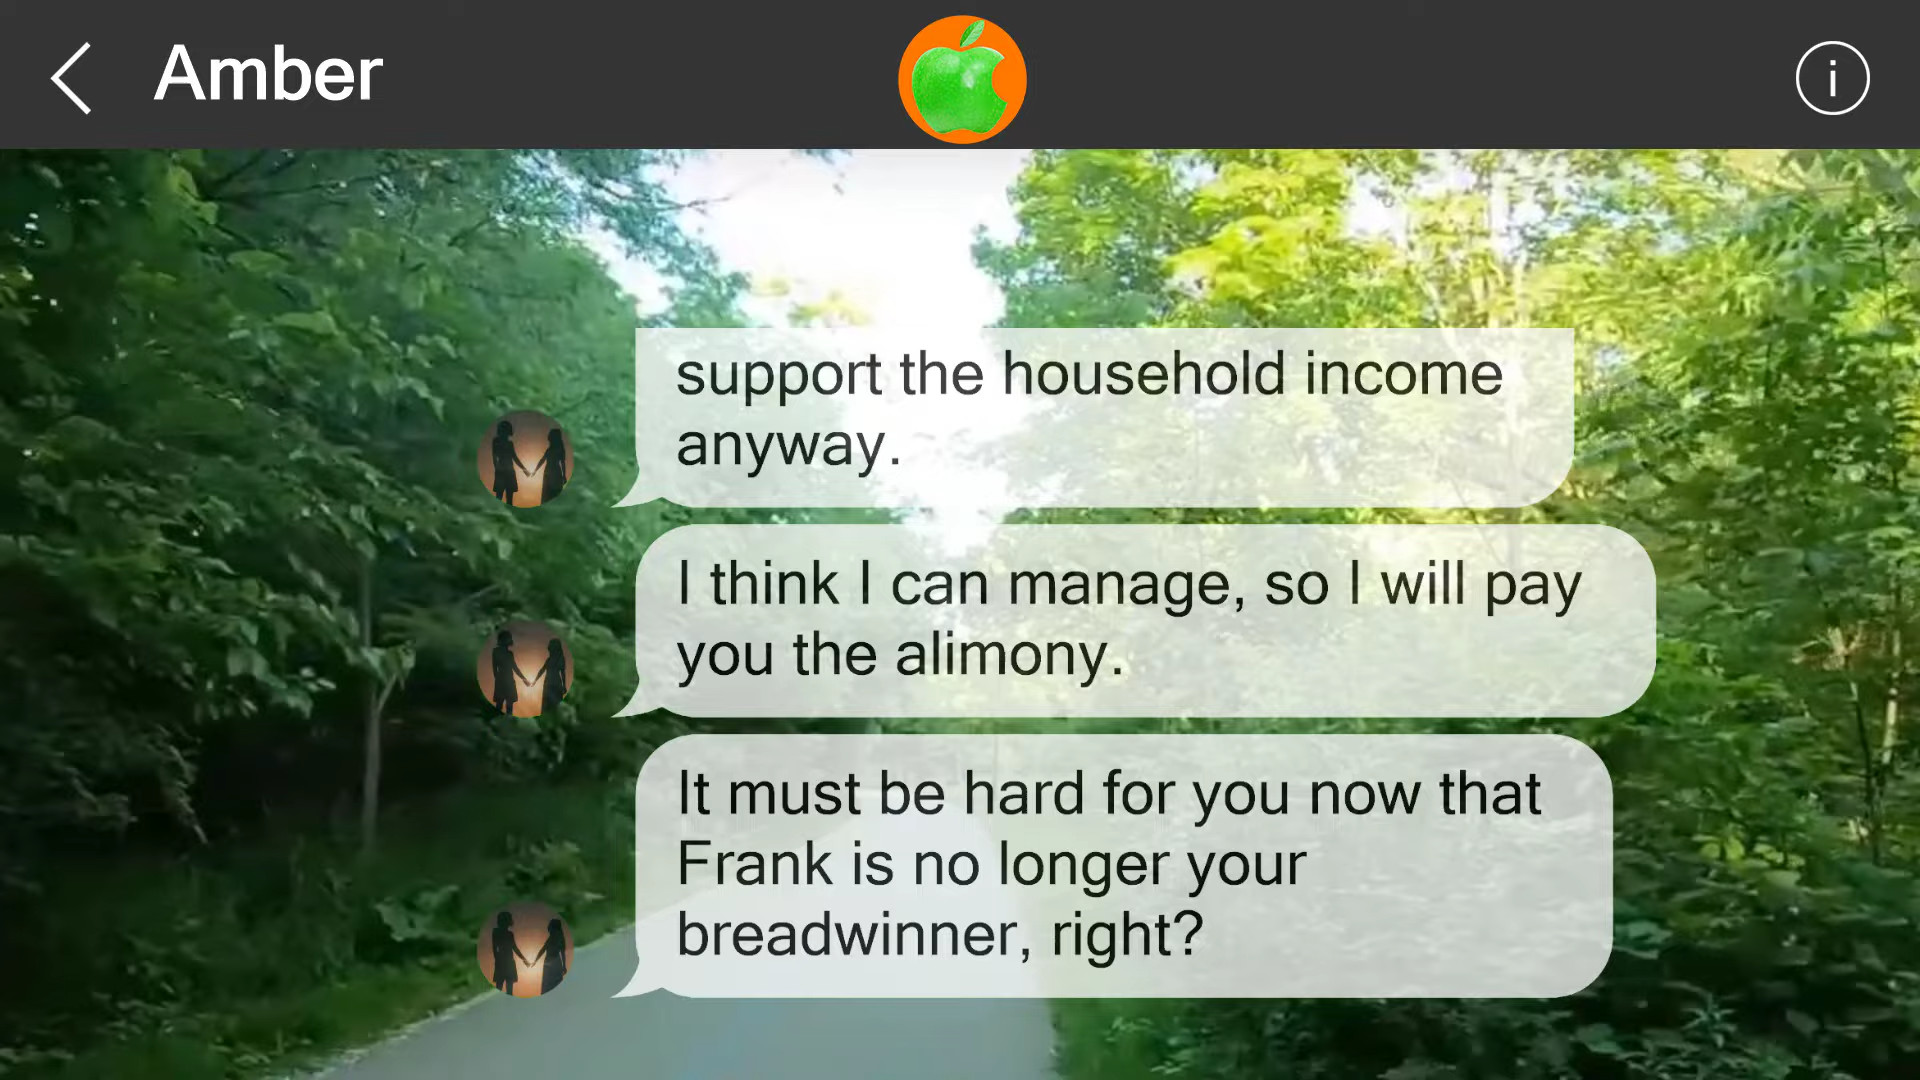 Amber
support the household income
anyway.
I think I can manage, so I will pay
you the alimony.
It must be hard for you now that
Frank is no longer your
breadwinner, right?